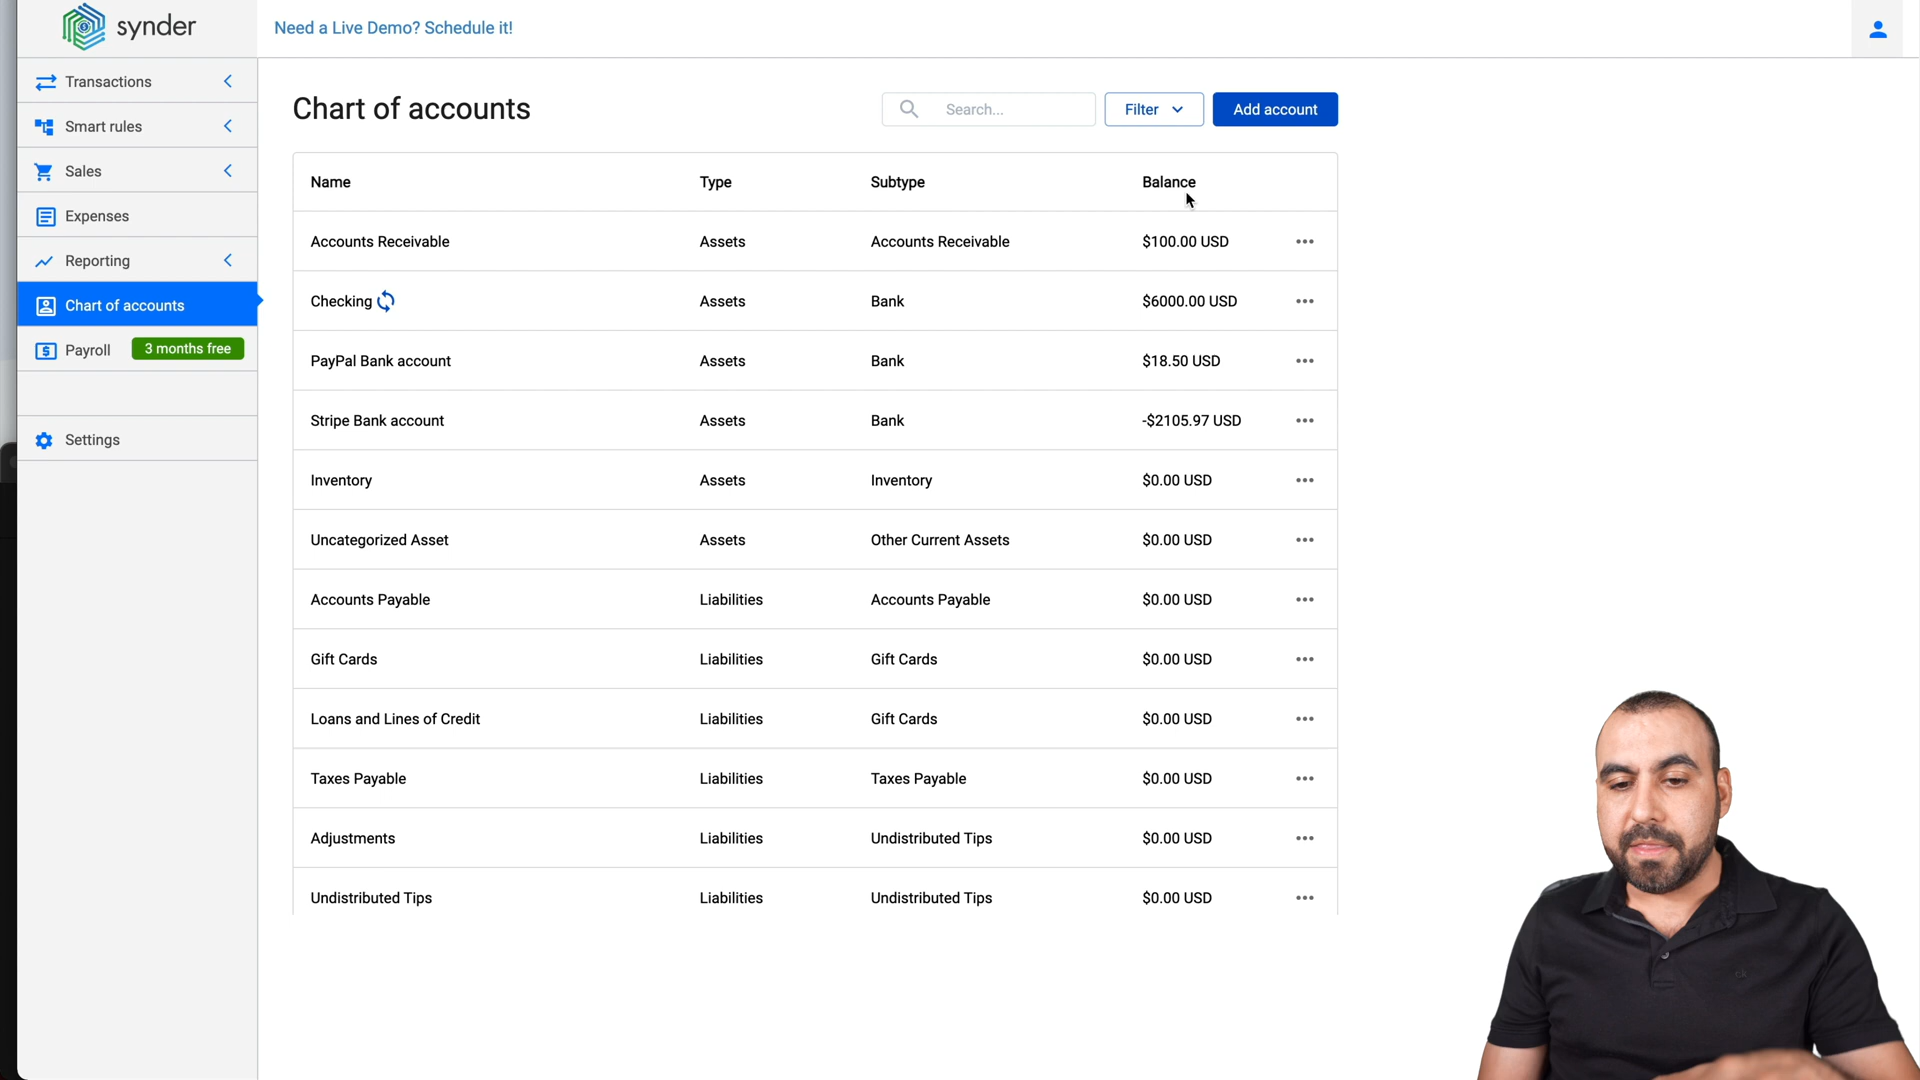 synder
Need a Live Demo? Schedule it!
Transactions
Smart rules
Sales
Expenses
Reporting
Chart of accounts
Payroll 3 months free
Settings
Chart of accounts
Search...
Filter
Add account
Name Type Subtype Balance
Accounts Receivable Assets Accounts Receivable $100.00 USD
Checking Assets Bank $6000.00 USD
PayPal Bank account Assets Bank $18.50 USD
Stripe Bank account Assets Bank -$2105.97 USD
Inventory Assets Inventory $0.00 USD
Uncategorized Asset Assets Other Current Assets $0.00 USD
Accounts Payable Liabilities Accounts Payable $0.00 USD
Gift Cards Liabilities Gift Cards $0.00 USD
Loans and Lines of Credit Liabilities Gift Cards $0.00 USD
Taxes Payable Liabilities Taxes Payable $0.00 USD
Adjustments Liabilities Undistributed Tips $0.00 USD
Undistributed Tips Liabilities Undistributed Tips $0.00 USD